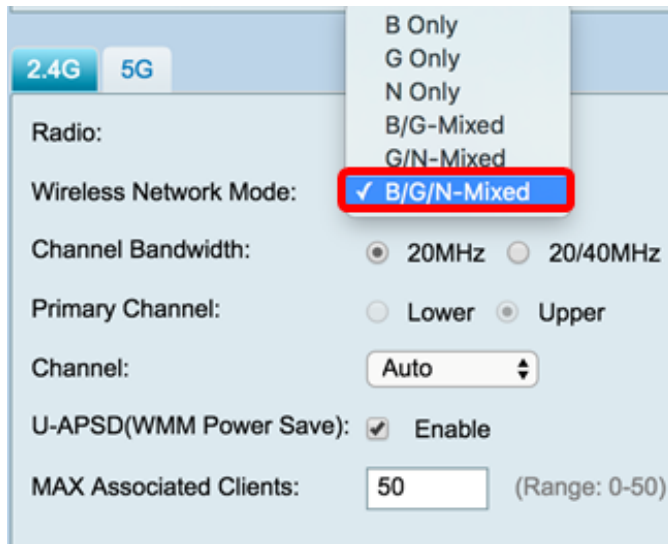 B Only
G Only
2.4G 5G
N Only
B/G-Mixed
Radio:
G/N-Mixed
Wireless Network Mode: ✓ B/G/N-Mixed
Channel Bandwidth: 20MHz 20/40MHz
Primary Channel: Lower Upper
Channel: Auto
U-APSD(WMM Power Save): Enable
MAX Associated Clients: 50 (Range: 0-50)